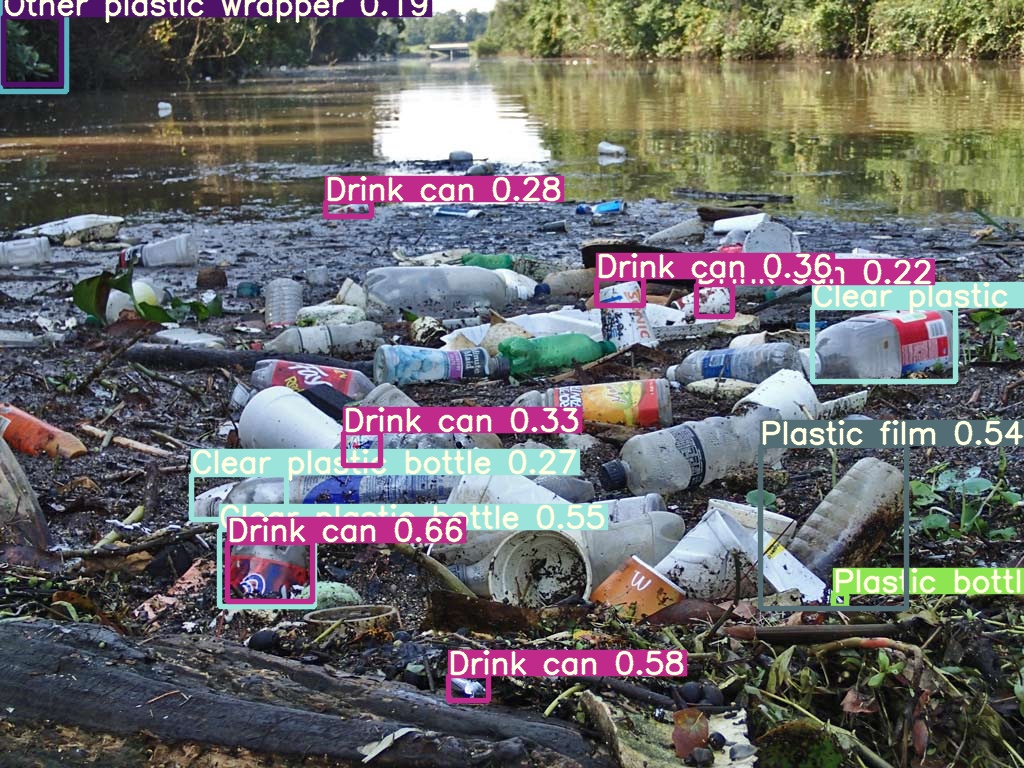 Other plastic wrapper 0.19
Drink can 0.28
Drink can 0.36
n 0.22
Clear plastic
Drink can 0.33
Plastic film 0.54
Clear plastic bottle 0.27
Clear plastic bottle 0.55
Drink can 0.66
W
Plastic bottl
Drink can 0.58